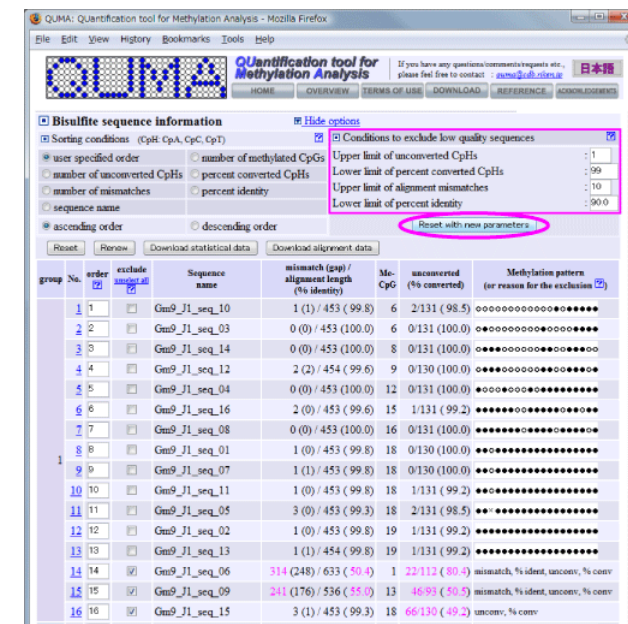 QUMA: QUantification tool for Methylation Analysis - Mozilla Firefox
File Edit View History Bookmarks Tools Help
QUMA QUantification tool for Methylation Analysis
If you have any questions/comments/requests etc., please feel free to contact : quma@cdb.riken.jp
日本語
HOME OVERVIEW TERMS OF USE DOWNLOAD REFERENCE ACKNOWLEDGEMENTS
Bisulfite sequence information Hide options
Sorting conditions (CpH: CpA, CpC, CpT) ? Conditions to exclude low quality sequences ?
user specified order number of methylated CpGs Upper limit of unconverted CpHs : 1
number of unconverted CpHs percent converted CpHs Lower limit of percent converted CpHs : 99
number of mismatches percent identity Upper limit of alignment mismatches : 10
sequence name Lower limit of percent identity : 90.0
ascending order descending order Reset with new parameters
Reset Renew Download statistical data Download alignment data
group No. order ? exclude unselect all ? Sequence name mismatch (gap) / alignment length (% identity) Me-CpG unconverted (% converted) Methylation pattern (or reason for the exclusion ?)
1 1 Gm9_J1_seq_10 1 (1) / 453 ( 99.8) 6 2/131 ( 98.5)
2 2 Gm9_J1_seq_03 0 (0) / 453 (100.0) 6 0/131 (100.0)
3 3 Gm9_J1_seq_14 0 (0) / 453 (100.0) 8 0/131 (100.0)
4 4 Gm9_J1_seq_12 2 (2) / 454 ( 99.6) 9 0/130 (100.0)
5 5 Gm9_J1_seq_04 0 (0) / 453 (100.0) 12 0/131 (100.0)
6 6 Gm9_J1_seq_16 2 (0) / 453 ( 99.6) 15 1/131 ( 99.2)
7 7 Gm9_J1_seq_08 0 (0) / 453 (100.0) 16 0/131 (100.0)
8 8 Gm9_J1_seq_01 1 (0) / 453 ( 99.8) 18 0/130 (100.0)
1
9 9 Gm9_J1_seq_07 1 (1) / 453 ( 99.8) 18 0/130 (100.0)
10 10 Gm9_J1_seq_11 1 (0) / 453 ( 99.8) 18 1/131 ( 99.2)
11 11 Gm9_J1_seq_05 3 (0) / 453 ( 99.3) 18 2/131 ( 98.5)
12 12 Gm9_J1_seq_02 1 (0) / 453 ( 99.8) 19 1/131 ( 99.2)
13 13 Gm9_J1_seq_13 1 (1) / 454 ( 99.8) 19 1/131 ( 99.2)
14 14 Gm9_J1_seq_06 314 (248) / 633 ( 50.4) 1 22/112 ( 80.4) mismatch, % ident, unconv, % conv
15 15 Gm9_J1_seq_09 241 (176) / 536 ( 55.0) 13 46/93 ( 50.5) mismatch, % ident, unconv, % conv
16 16 Gm9_J1_seq_15 3 (1) / 453 ( 99.3) 18 66/130 ( 49.2) unconv, % conv